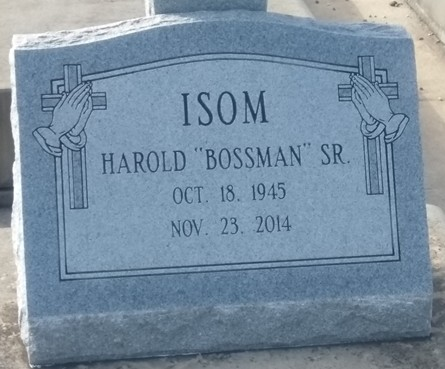 ISOM
HAROLD "BOSSMAN" SR.
OCT. 18. 1945
NOV. 23. 2014